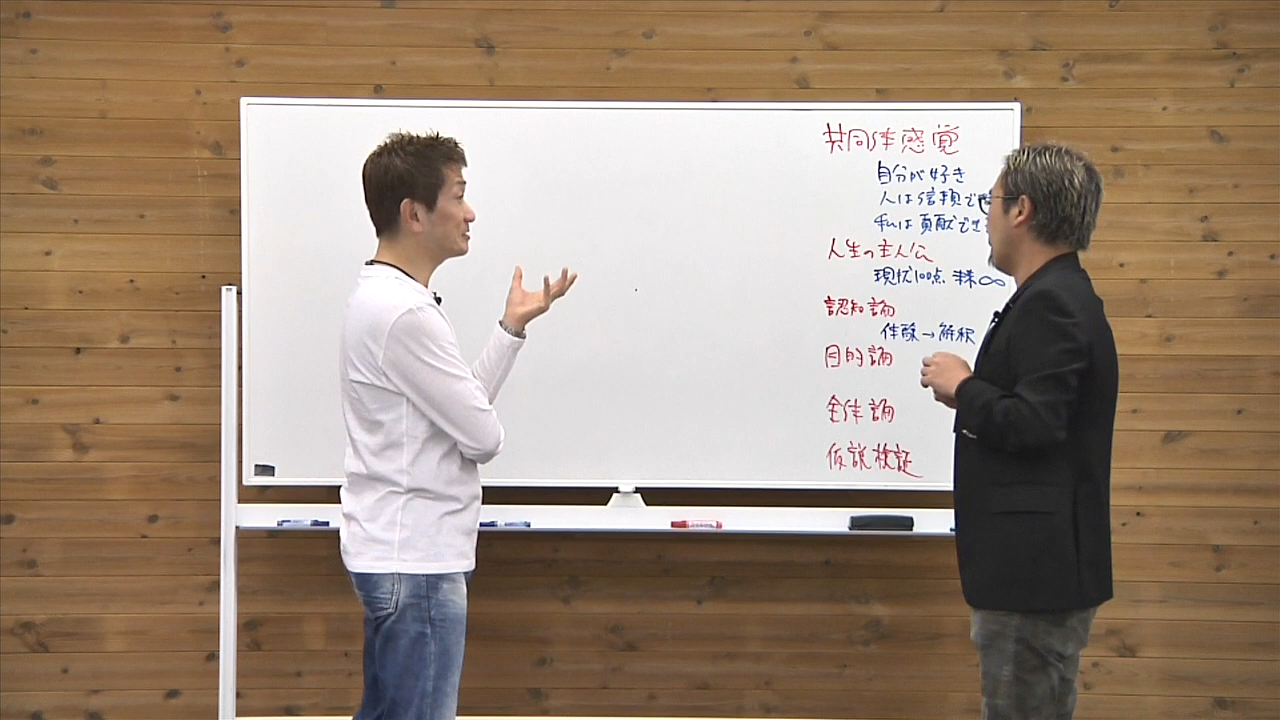 共同体感覚
自分が好き
人は信頼で
私は貢献でき
人生の主人公
現状100点 ∞
認知論
体験→解釈
目的論
全体論
仮説検証